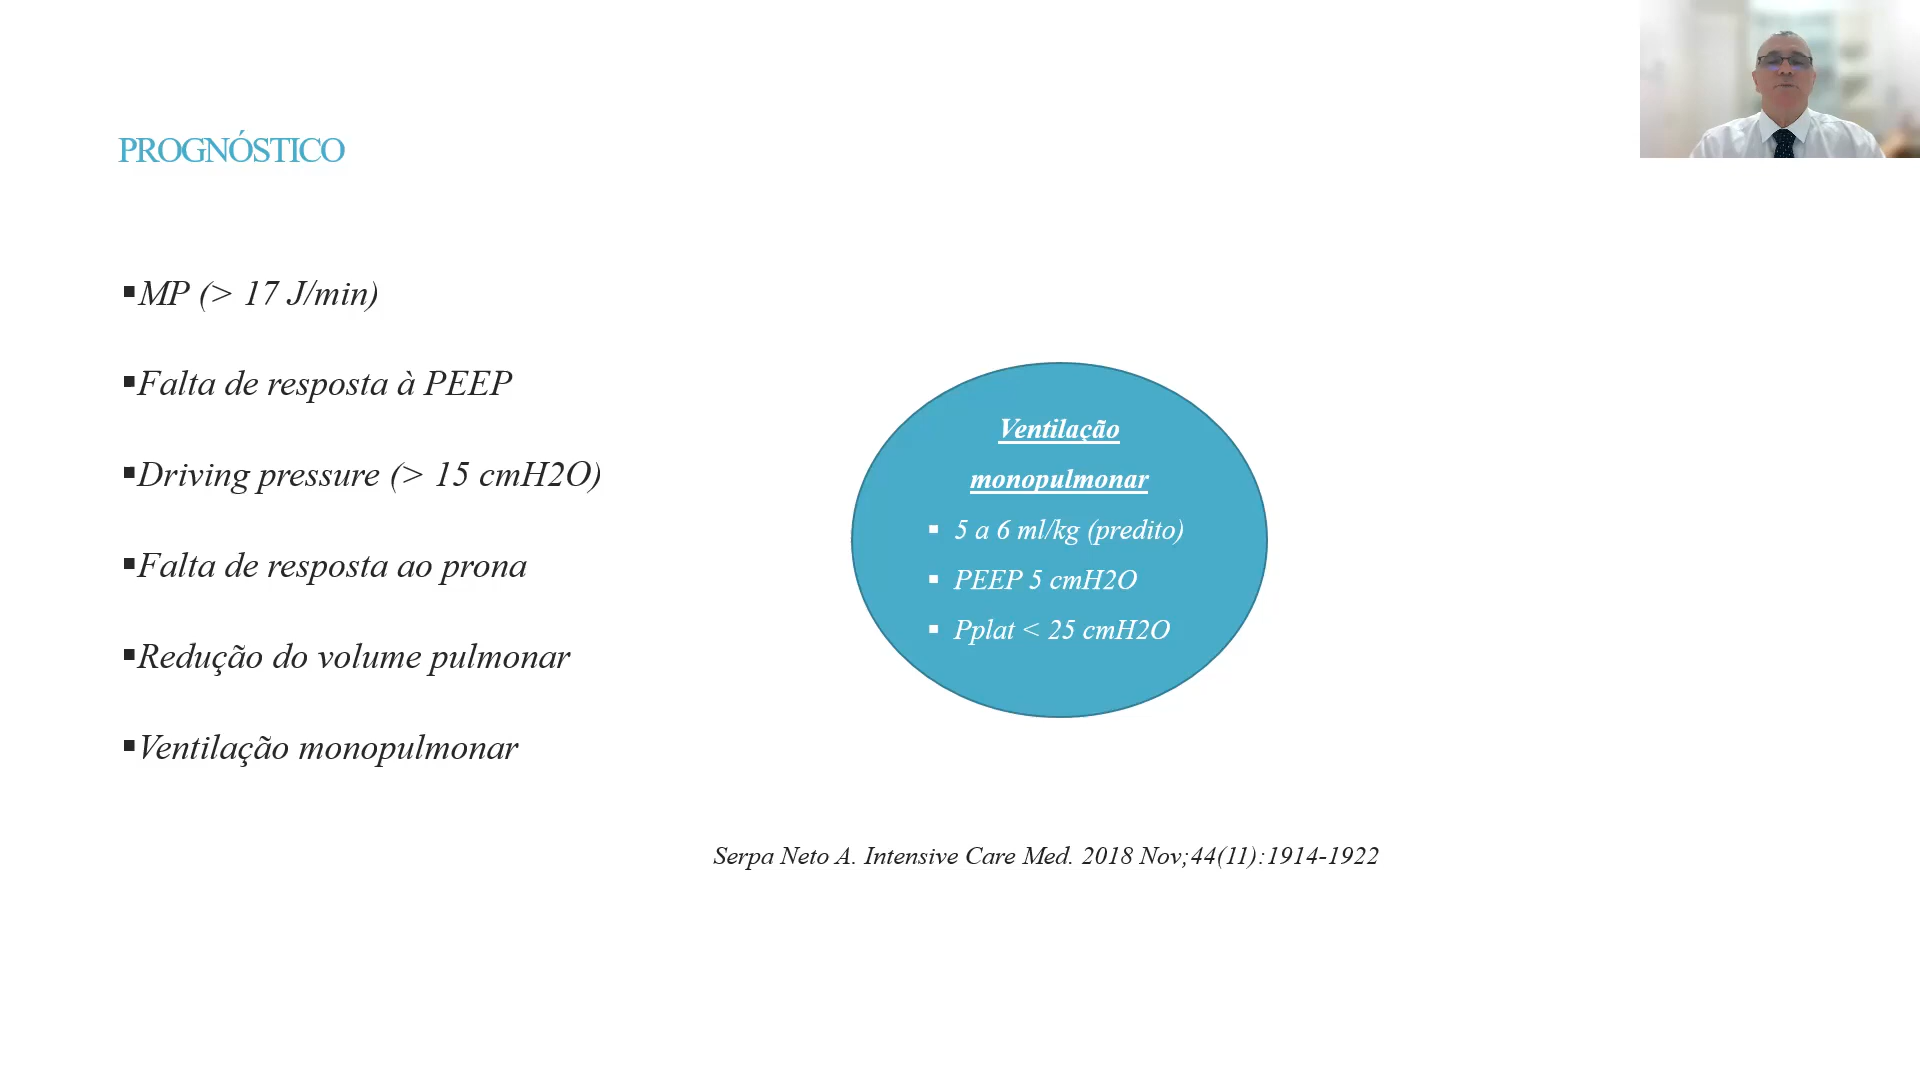 PROGNÓSTICO
▪MP (> 17 J/min)
▪Falta de resposta à PEEP
▪Driving pressure (> 15 cmH2O)
▪Falta de resposta ao prona
▪Redução do volume pulmonar
▪Ventilação monopulmonar
Ventilação
monopulmonar
▪ 5 a 6 ml/kg (predito)
▪ PEEP 5 cmH2O
▪ Pplat < 25 cmH2O
Serpa Neto A. Intensive Care Med. 2018 Nov;44(11):1914-1922